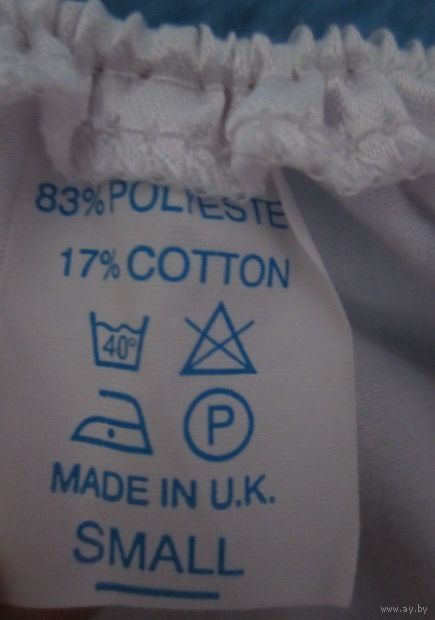 83% POLYESTE
17% COTTON
40°
P
MADE IN U.K.
SMALL
www.ay.by